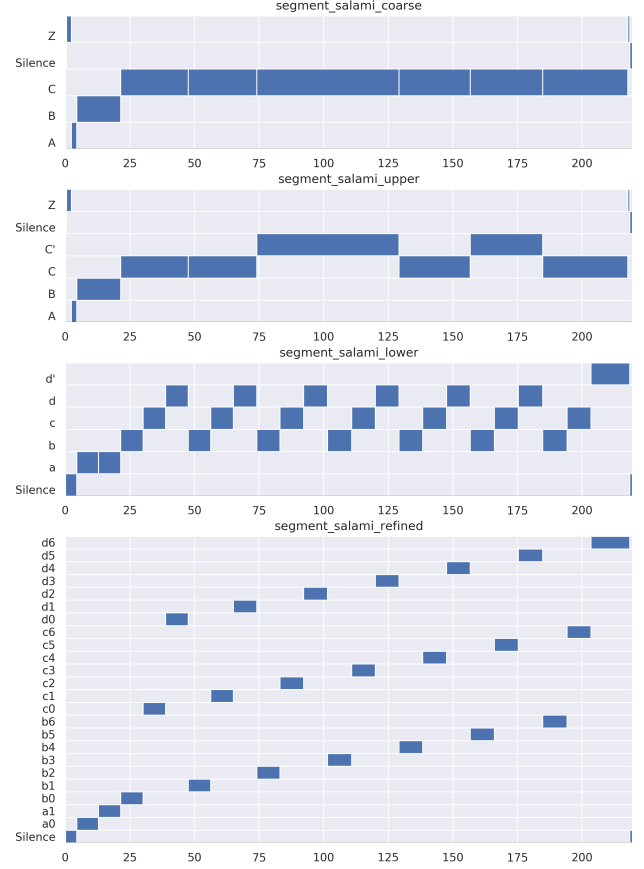 segment_salami_coarse
Z
Silence
C
B
A
0 25 50 75 100 125 150 175 200
segment_salami_upper
Z
Silence
C'
C
B
A
0 25 50 75 100 125 150 175 200
segment_salami_lower
d'
d
c
b
a
Silence
0 25 50 75 100 125 150 175 200
segment_salami_refined
d6
d5
d4
d3
d2
d1
d0
c6
c5
c4
c3
c2
c1
c0
b6
b5
b4
b3
b2
b1
b0
a1
a0
Silence
0 25 50 75 100 125 150 175 200